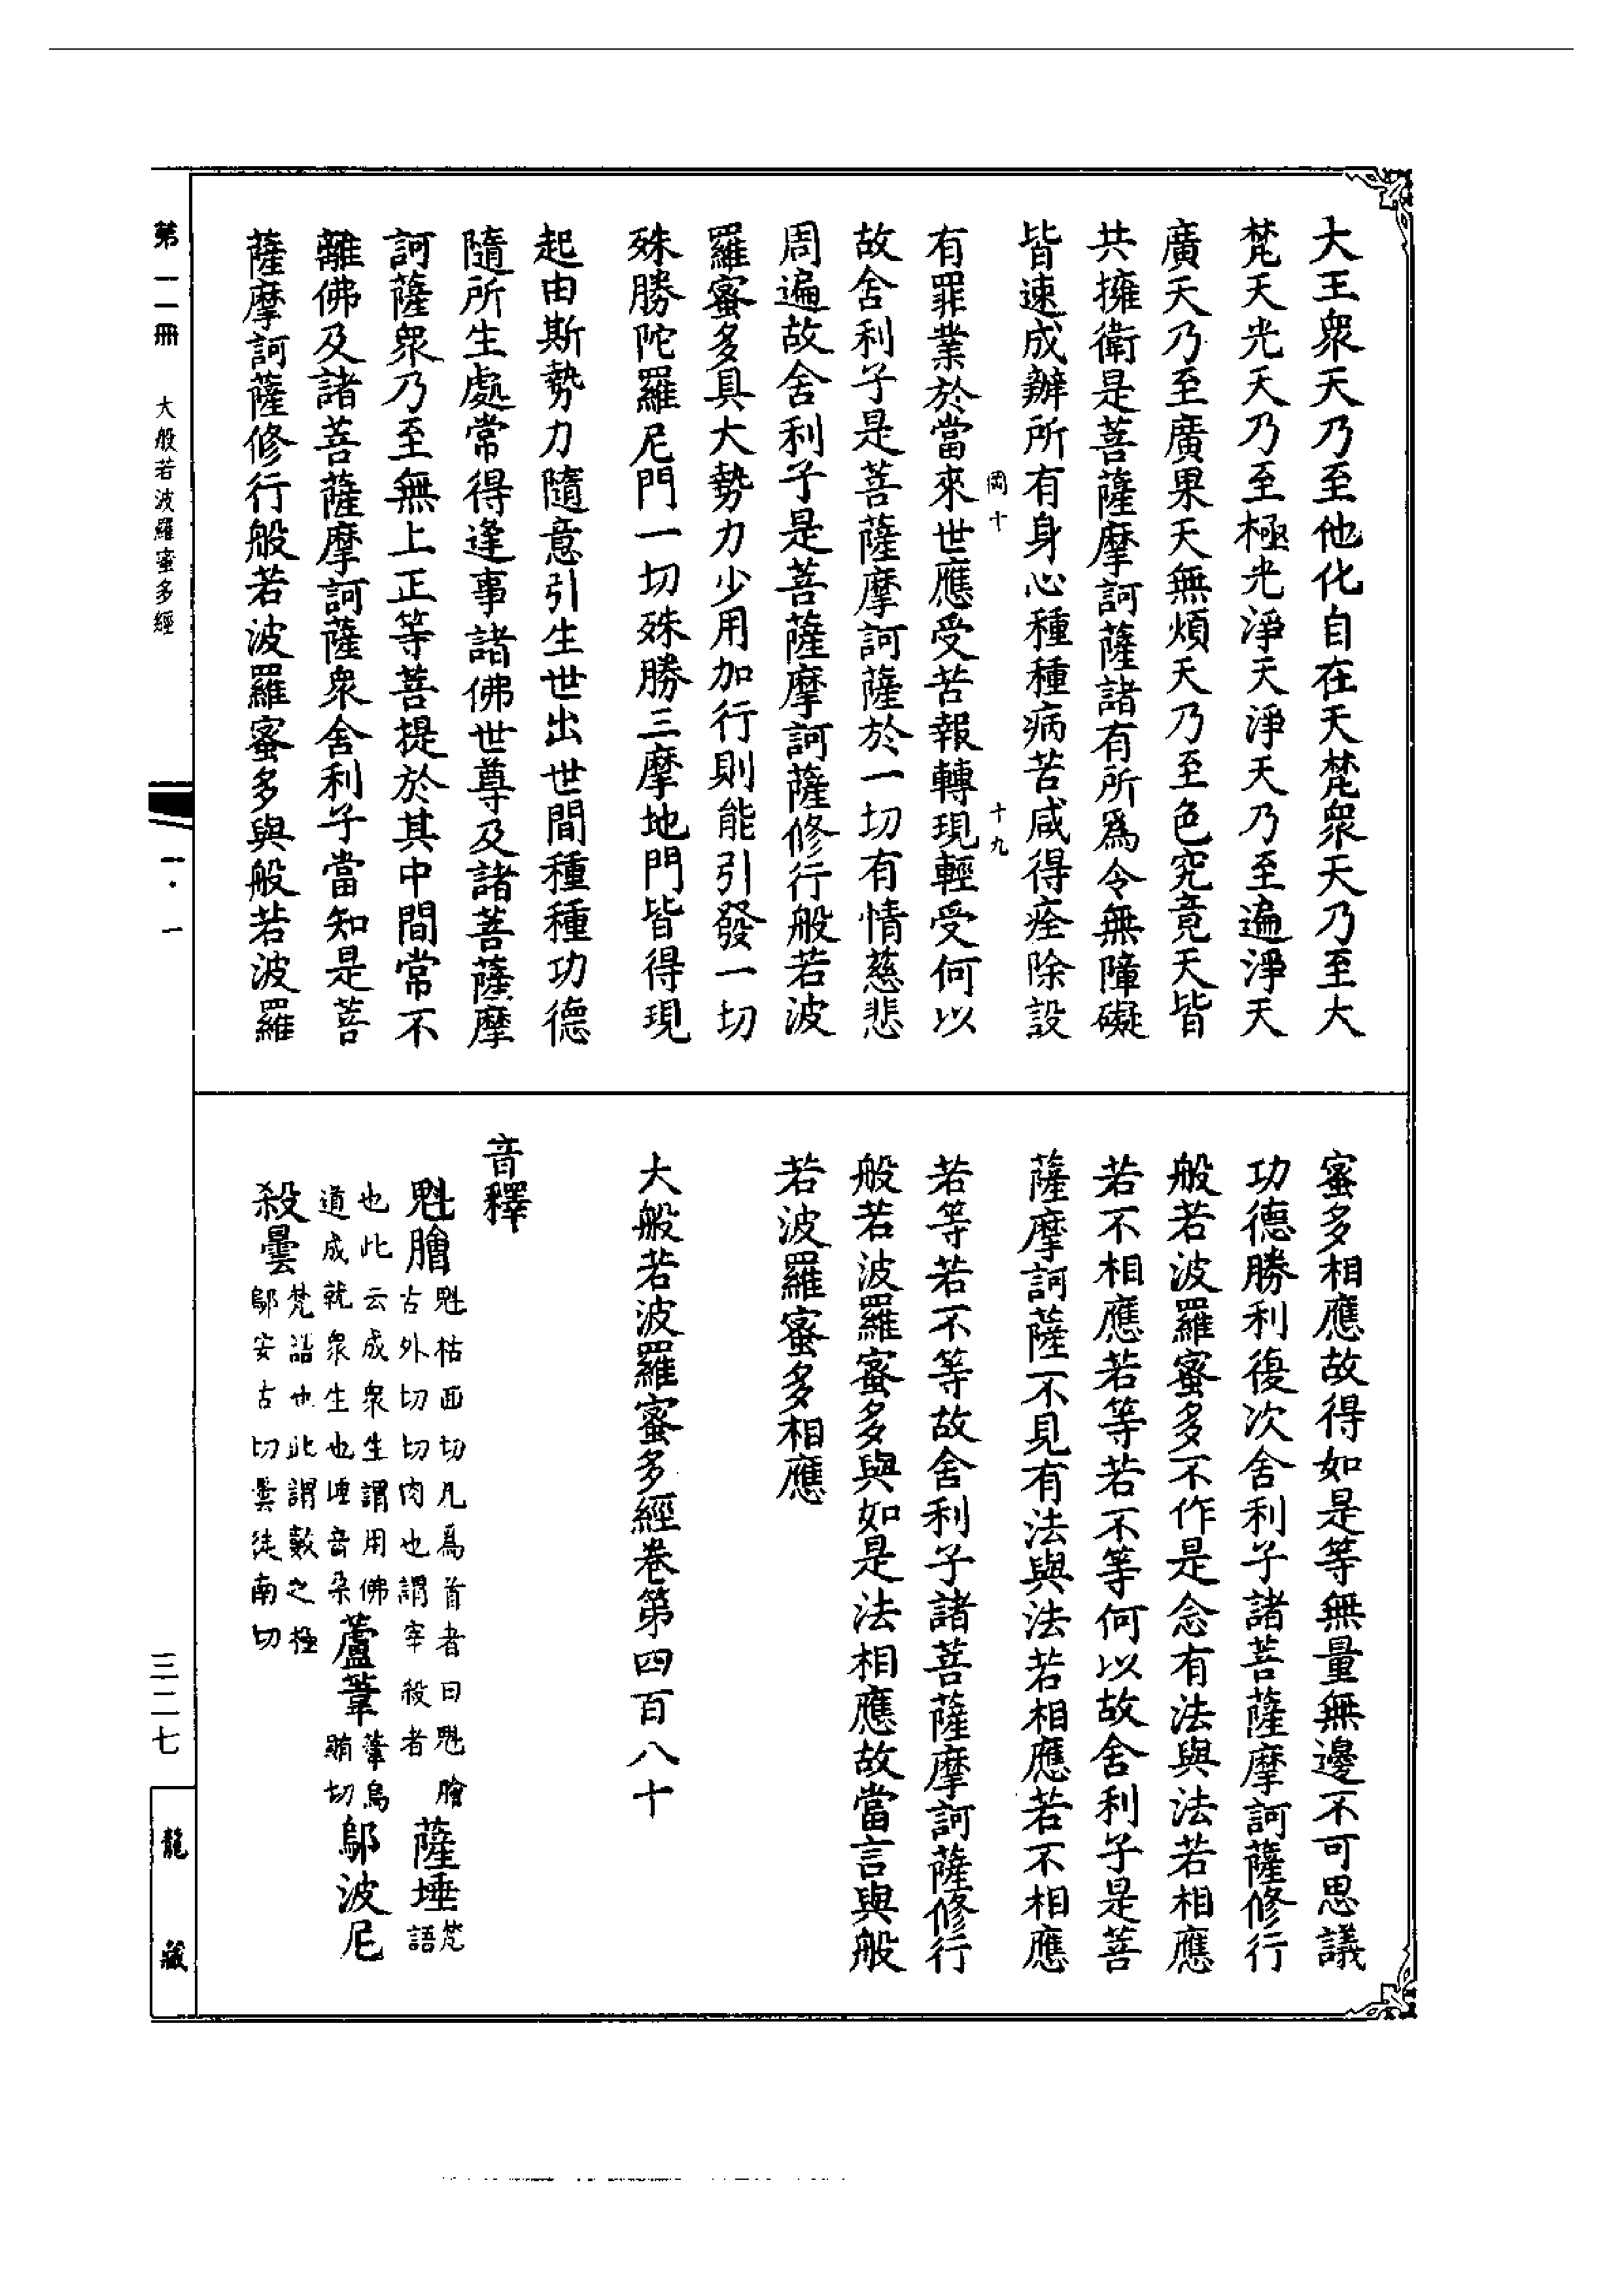 大王衆天乃至他化自在天梵衆天乃至大
梵天光天乃至極光淨天淨天乃至遍淨天
廣天乃至廣果天無煩天乃至色究竟天皆
共擁衛是菩薩摩訶薩諸有所爲令無障礙
皆速成辦所有身心種種病苦咸得痊除設
岡十
十九
有罪業於當來世應受苦報轉現輕受何以
故舍利子是菩薩摩訶薩於一切有情慈悲
周遍故舍利子是菩薩摩訶薩修行般若波
羅蜜多具大勢力少用加行則能引發一切
殊勝陀羅尼門一切殊勝三摩地門皆得現
起由斯勢力隨意引生世出世間種種功德
隨所生處常得逢事諸佛世尊及諸菩薩摩
訶薩衆乃至無上正等菩提於其中間常不
離佛及諸菩薩摩訶薩衆舍利子當知是菩
薩摩訶薩修行般若波羅蜜多與般若波羅
蜜多相應故得如是等無量無邊不可思議
功德勝利復次舍利子諸菩薩摩訶薩修行
般若波羅蜜多不作是念有法與法若相應
若不相應若等若不等何以故舍利子是菩
薩摩訶薩不見有法與法若相應若不相應
若等若不等故舍利子諸菩薩摩訶薩修行
般若波羅蜜多與如是法相應故當言與般
若波羅蜜多相應
大般若波羅蜜多經卷第四百八十
音釋
魁膾
魁枯回切凡爲首者曰魁膾
古外切切肉也謂宰殺者
薩埵
梵
語
也此云成衆生謂用佛
道成就衆生也埵音朵
蘆葦
葦烏
賄切
鄔波尼
殺曇
梵語也此謂數之極
鄔安古切曇徒南切
第一一冊
大般若波羅蜜多經
一·一
三二七
龍藏